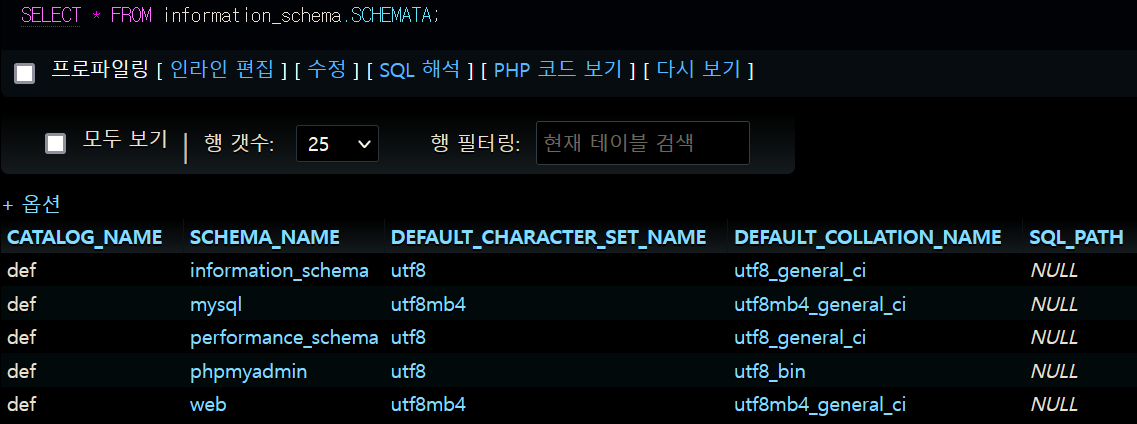 SELECT * FROM information_schema.SCHEMATA;
프로파일링 [ 인라인 편집 ] [ 수정 ] [ SQL 해석 ] [ PHP 코드 보기 ] [ 다시 보기 ]
모두 보기 | 행 갯수: 25 행 필터링: 현재 테이블 검색
+ 옵션
CATALOG_NAME SCHEMA_NAME DEFAULT_CHARACTER_SET_NAME DEFAULT_COLLATION_NAME SQL_PATH
def information_schema utf8 utf8_general_ci NULL
def mysql utf8mb4 utf8mb4_general_ci NULL
def performance_schema utf8 utf8_general_ci NULL
def phpmyadmin utf8 utf8_bin NULL
def web utf8mb4 utf8mb4_general_ci NULL